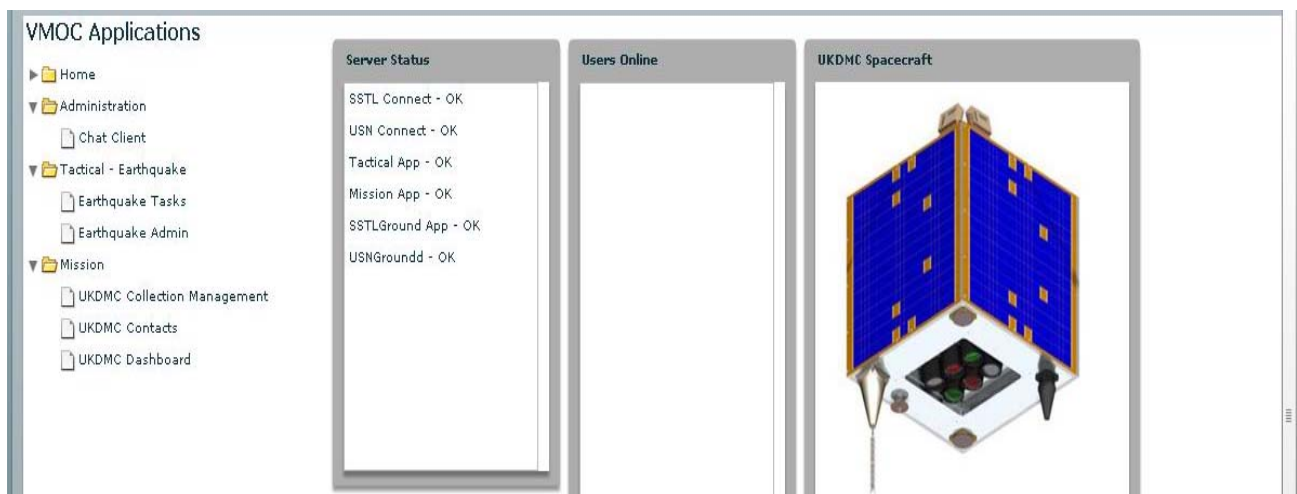 VMOC Applications
Home
Administration
Chat Client
Tactical - Earthquake
Earthquake Tasks
Earthquake Admin
Mission
UKDMC Collection Management
UKDMC Contacts
UKDMC Dashboard
Server Status
SSTL Connect - OK
USN Connect - OK
Tactical App - OK
Mission App - OK
SSTLGround App - OK
USNGroundd - OK
Users Online
UKDMC Spacecraft